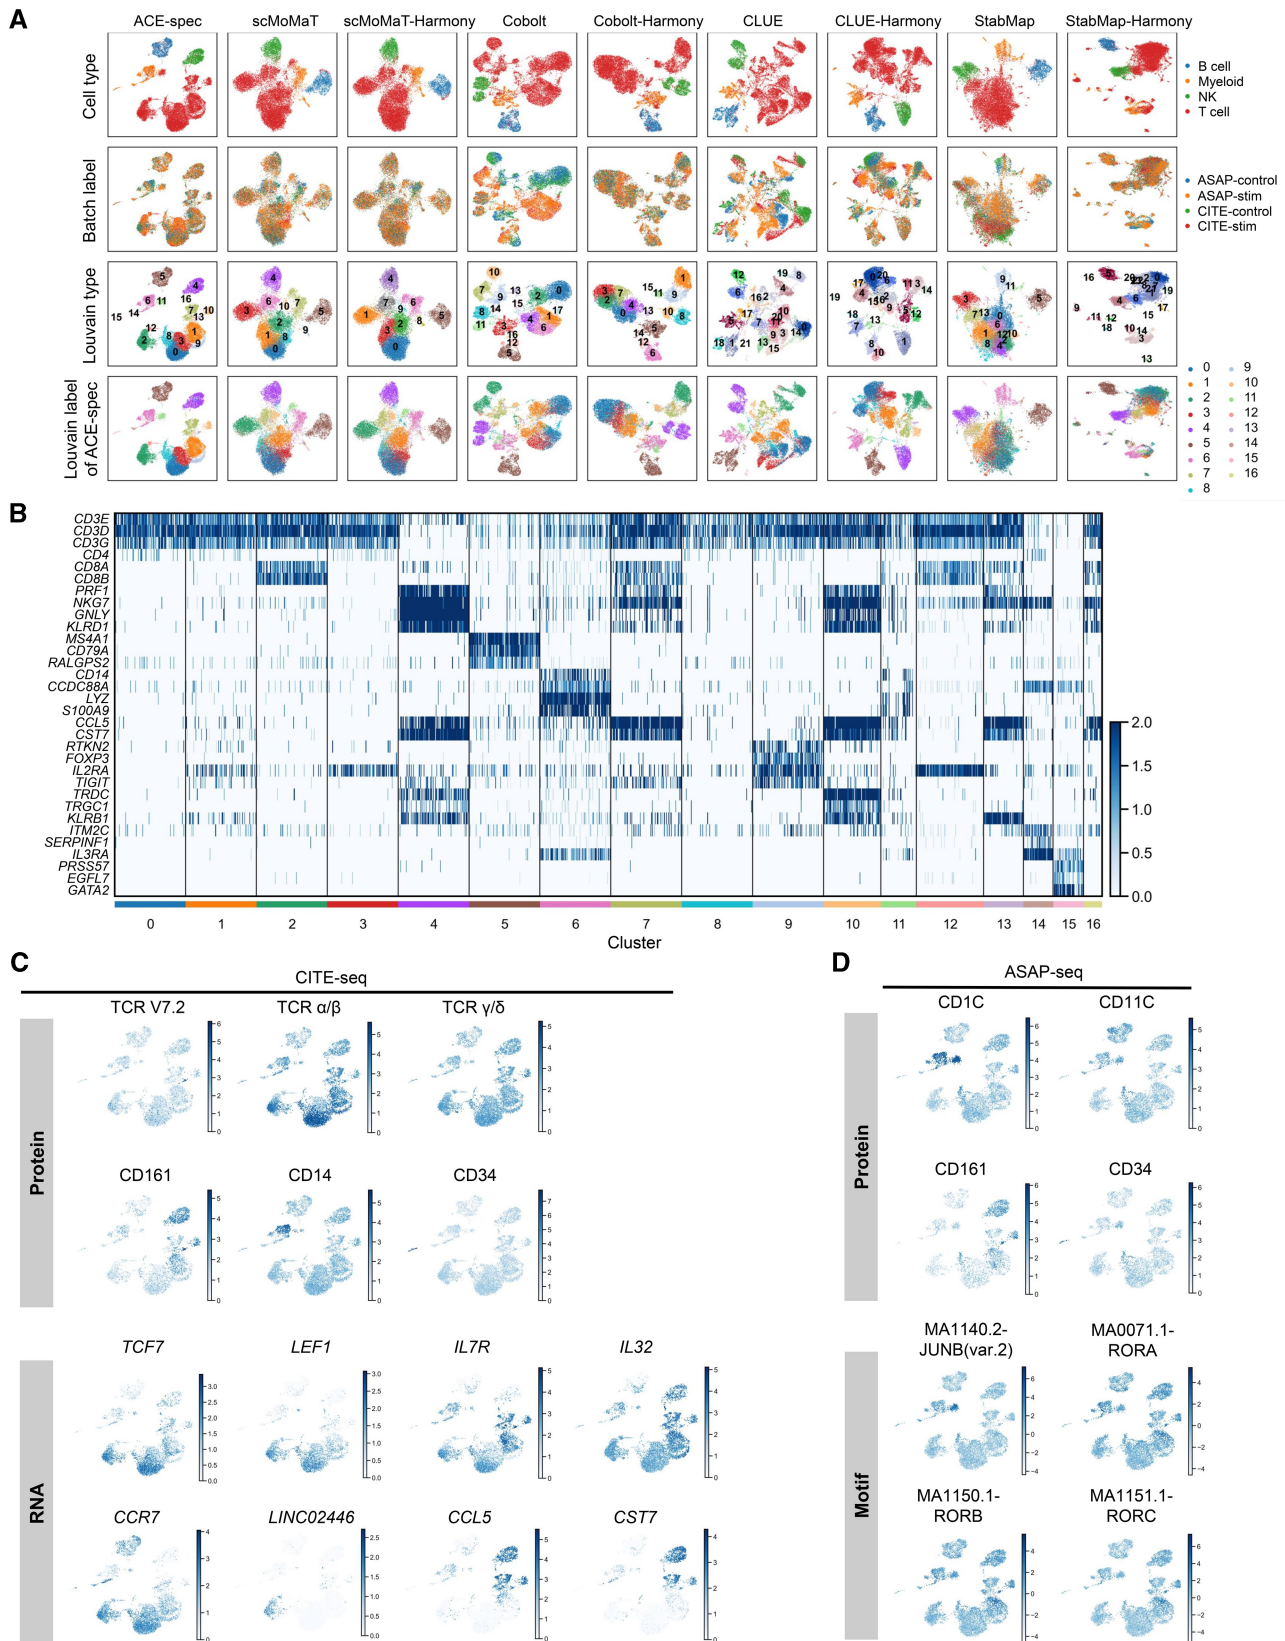 A
ACE-spec scMoMaT scMoMaT-Harmony Cobolt Cobolt-Harmony CLUE CLUE-Harmony StabMap StabMap-Harmony
Cell type
B cell
Myeloid
NK
T cell
Batch label
ASAP-control
ASAP-stim
CITE-control
CITE-stim
Louvain type
Louvain label
of ACE-spec
0 9
1 10
2 11
3 12
4 13
5 14
6 15
7 16
8
B
CD3E
CD3D
CD3G
CD4
CD8A
CD8B
PRF1
NKG7
GNLY
KLRD1
MS4A1
CD79A
RALGPS2
CD14
CCDC88A
LYZ
S100A9
CCL5
CST7
RTKN2
FOXP3
IL2RA
TIGIT
TRDC
TRGC1
KLRB1
ITM2C
SERPINF1
IL3RA
PRSS57
EGFL7
GATA2
2.0
1.5
1.0
0.5
0.0
0 1 2 3 4 5 6 7 8 9 10 11 12 13 14 15 16
Cluster
C
CITE-seq
Protein
TCR V7.2 TCR α/β TCR γ/δ
CD161 CD14 CD34
RNA
TCF7 LEF1 IL7R IL32
CCR7 LINC02446 CCL5 CST7
D
ASAP-seq
Protein
CD1C CD11C
CD161 CD34
Motif
MA1140.2-
JUNB(var.2)
MA0071.1-
RORA
MA1150.1-
RORB
MA1151.1-
RORC